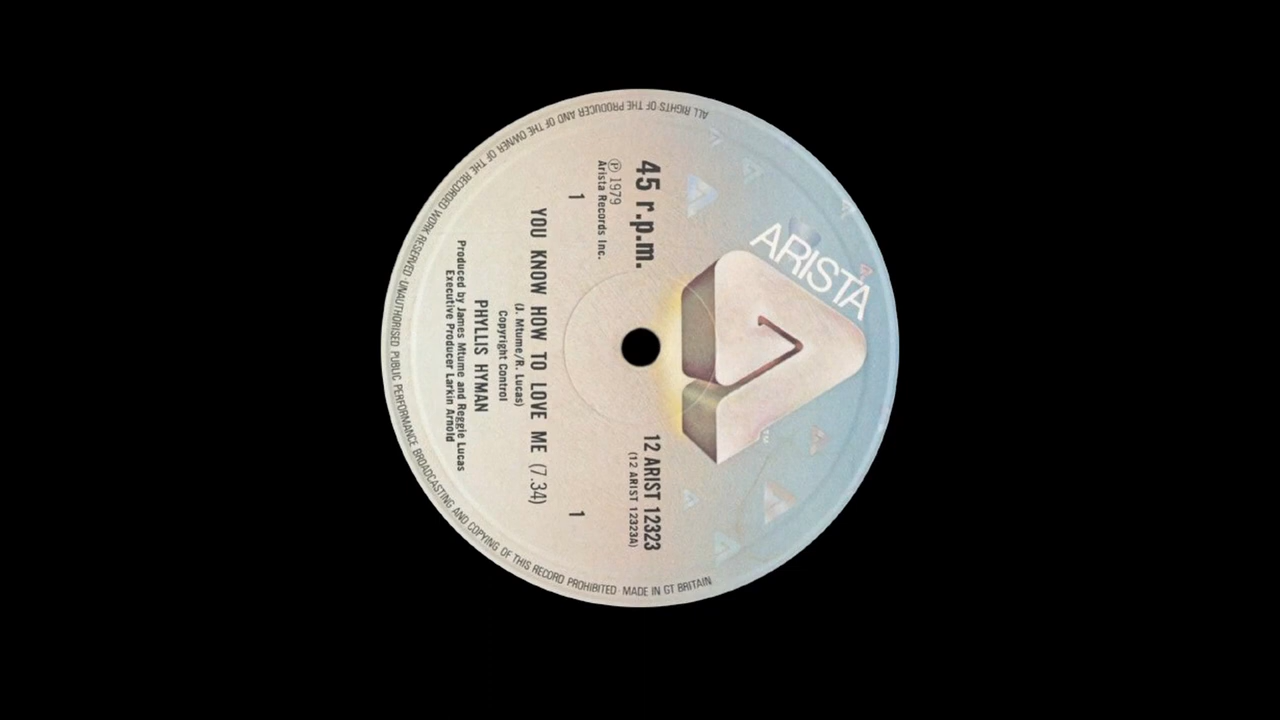 ARISTA
TM
45 r.p.m.
℗ 1979
Arista Records Inc.
12 ARIST 12323
(12 ARIST 12323A)
1
1
YOU KNOW HOW TO LOVE ME (7.34)
(J. Mtume/R. Lucas)
Copyright Control
PHYLLIS HYMAN
Produced by James Mtume and Reggie Lucas
Executive Producer Larkin Arnold
ALL RIGHTS OF THE PRODUCER AND OF THE OWNER OF THE RECORDED WORK RESERVED · UNAUTHORISED PUBLIC PERFORMANCE BROADCASTING AND COPYING OF THIS RECORD PROHIBITED · MADE IN GT BRITAIN